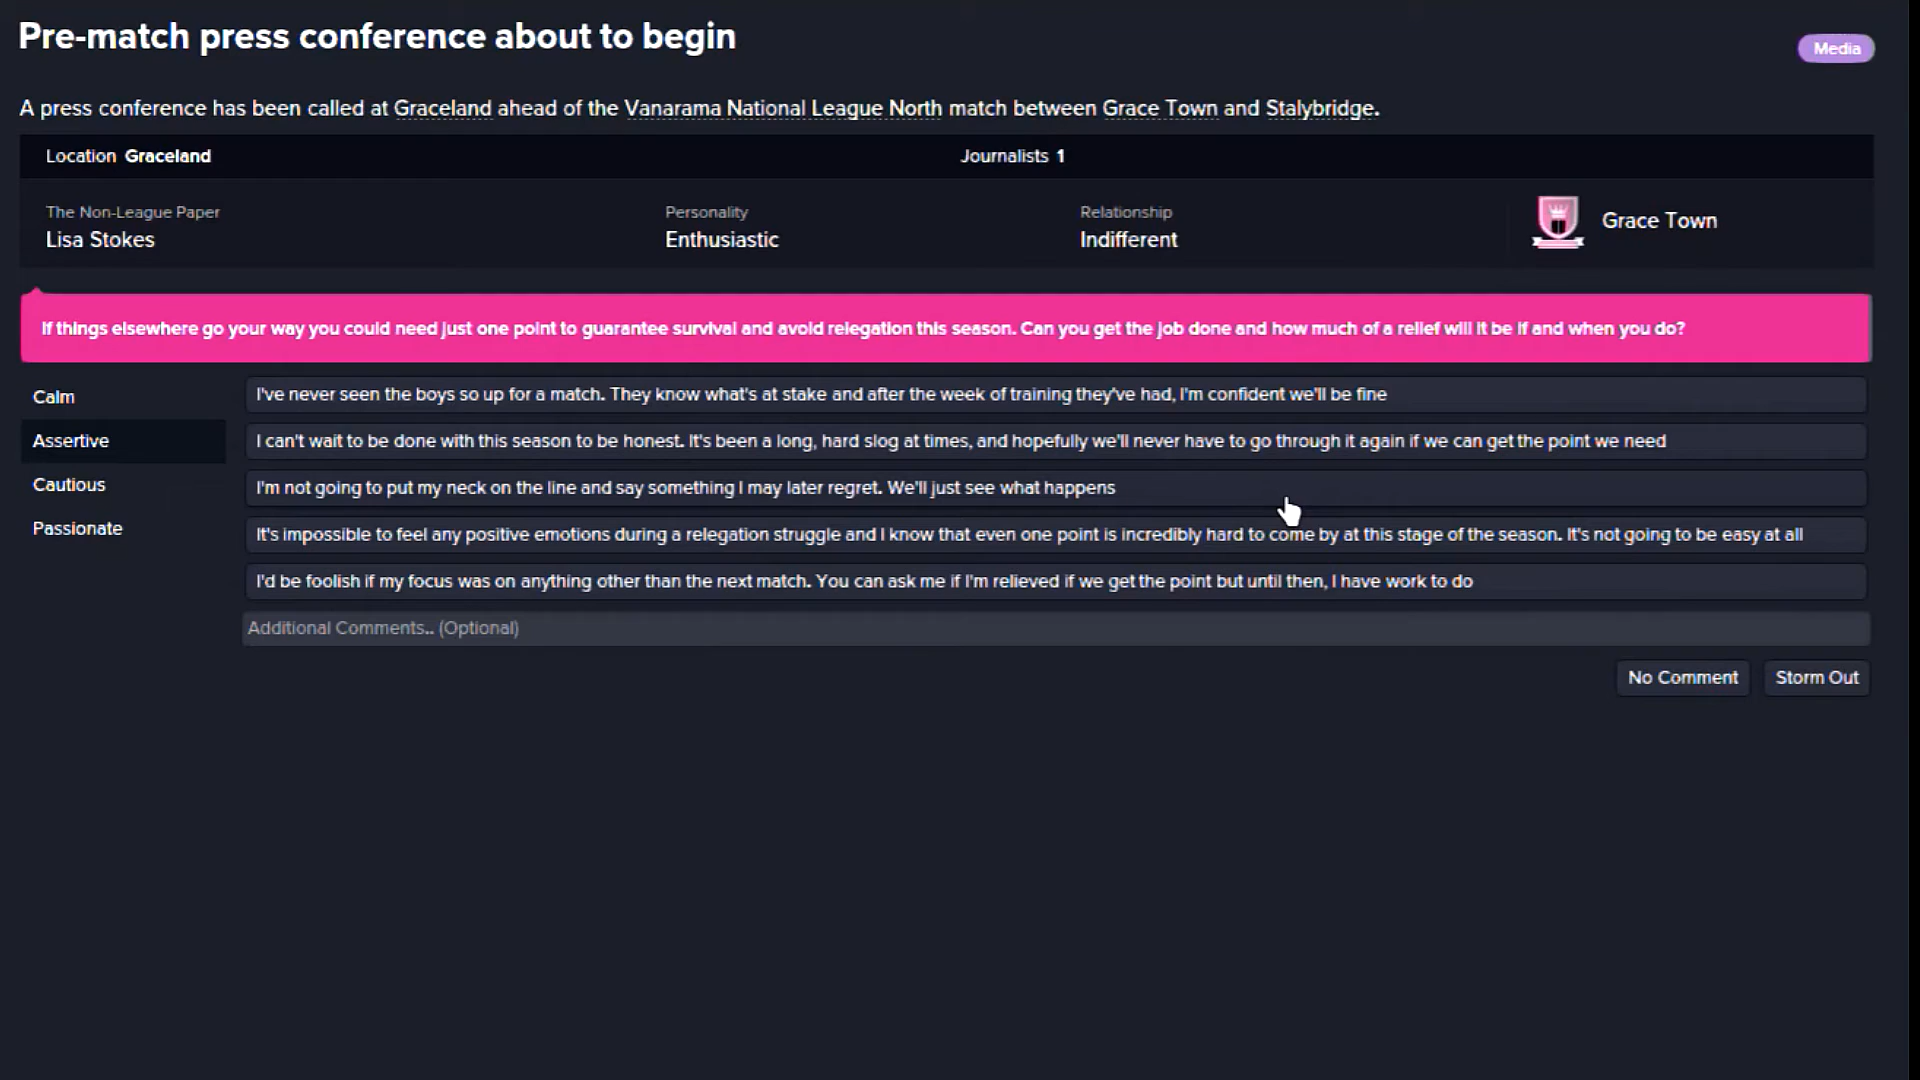 Pre-match press conference about to begin
Media
A press conference has been called at Graceland ahead of the Vanarama National League North match between Grace Town and Stalybridge.
Location Graceland
Journalists 1
The Non-League Paper
Lisa Stokes
Personality
Enthusiastic
Relationship
Indifferent
Grace Town
If things elsewhere go your way you could need just one point to guarantee survival and avoid relegation this season. Can you get the job done and how much of a relief will it be if and when you do?
Calm
Assertive
Cautious
Passionate
I've never seen the boys so up for a match. They know what's at stake and after the week of training they've had, I'm confident we'll be fine
I can't wait to be done with this season to be honest. It's been a long, hard slog at times, and hopefully we'll never have to go through it again if we can get the point we need
I'm not going to put my neck on the line and say something I may later regret. We'll just see what happens
It's impossible to feel any positive emotions during a relegation struggle and I know that even one point is incredibly hard to come by at this stage of the season. It's not going to be easy at all
I'd be foolish if my focus was on anything other than the next match. You can ask me if I'm relieved if we get the point but until then, I have work to do
Additional Comments.. (Optional)
No Comment
Storm Out